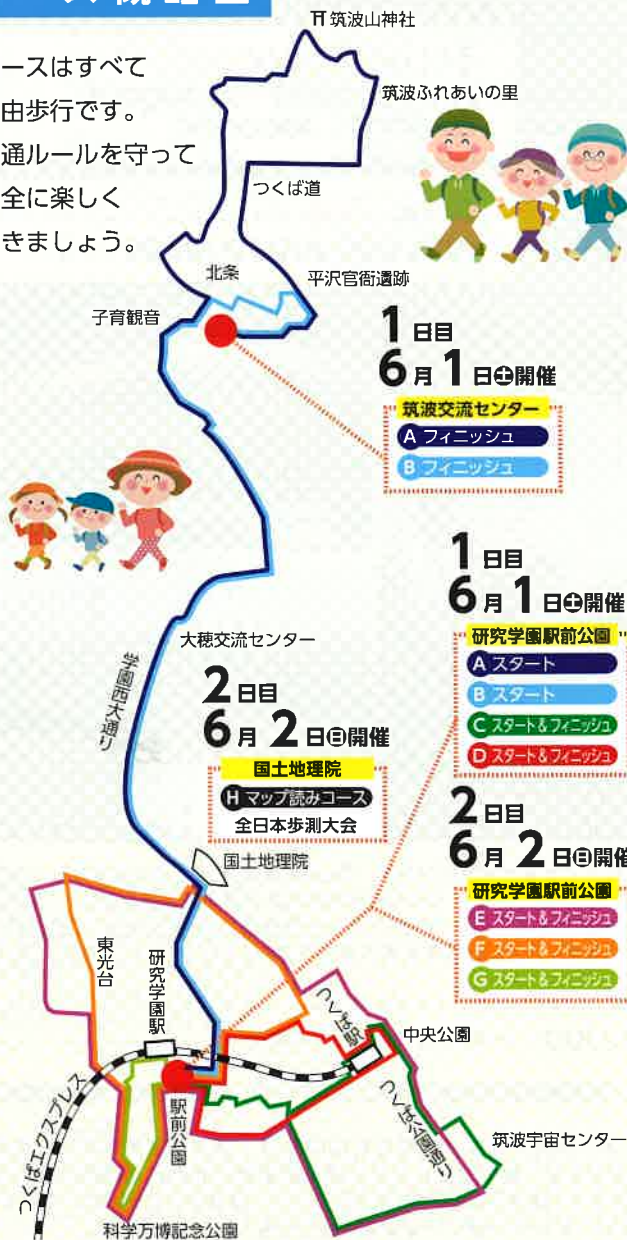 ースはすべて
由歩行です。
通ルールを守って
全に楽しく
きましょう。
筑波山神社
筑波ふれあいの里
つくば道
北条
平沢官衙遺跡
子育観音
1日目
6月1日㊏開催
筑波交流センター
A フィニッシュ
B フィニッシュ
1日目
6月1日㊏開催
研究学園駅前公園
A スタート
B スタート
C スタート&フィニッシュ
D スタート&フィニッシュ
大穂交流センター
学園西大通り
2日目
6月2日㊐開催
国土地理院
H マップ読みコース
全日本歩測大会
2日目
6月2日㊐開催
研究学園駅前公園
E スタート&フィニッシュ
F スタート&フィニッシュ
G スタート&フィニッシュ
国土地理院
東光台
研究学園駅
つくば駅
中央公園
つくばエクスプレス
駅前公園
つくば公園通り
筑波宇宙センター
科学万博記念公園